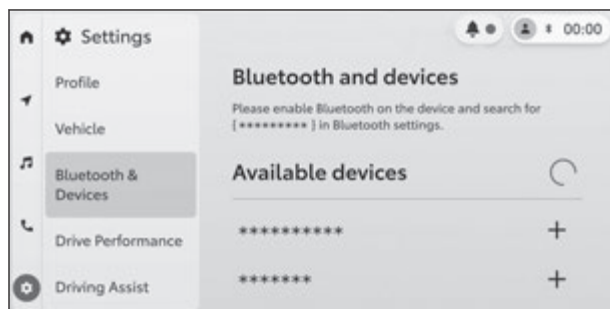 Settings
00:00
Profile
Vehicle
Bluetooth &
Devices
Drive Performance
Driving Assist
Bluetooth and devices
Please enable Bluetooth on the device and search for
[*********] in Bluetooth settings.
Available devices
**********
*******